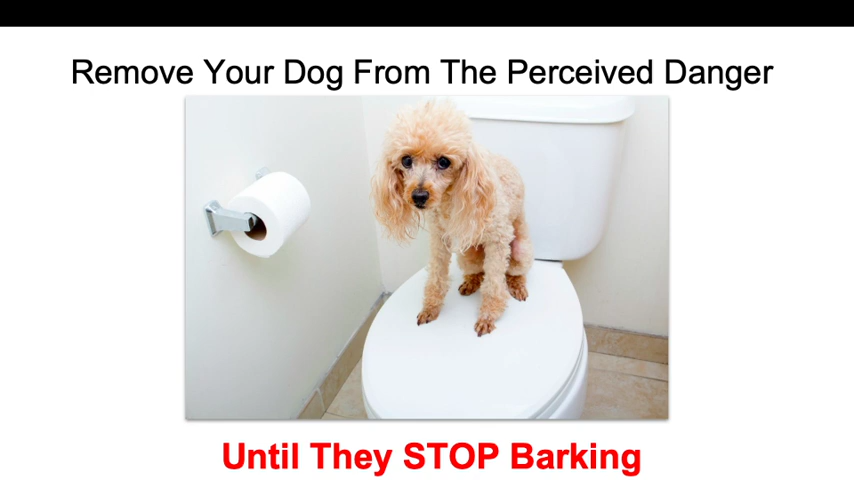 Remove Your Dog From The Perceived Danger
Until They STOP Barking